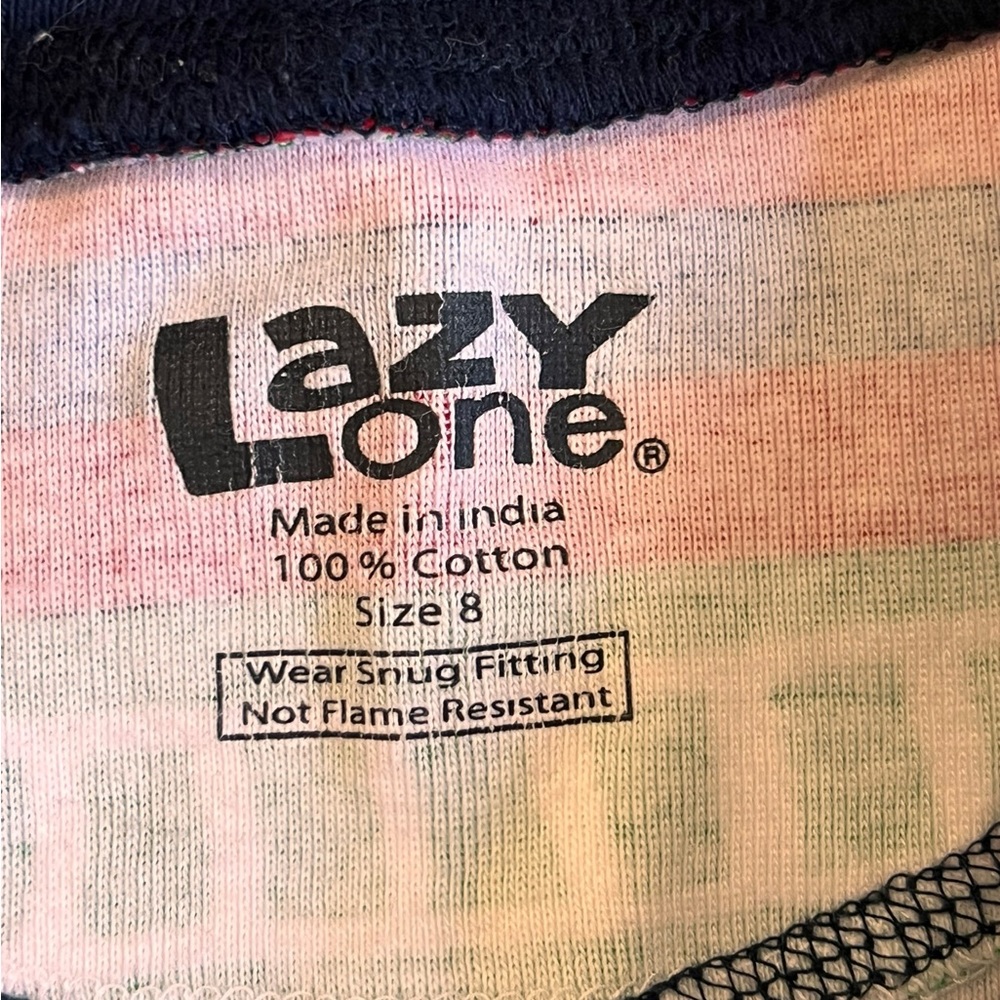 Lazy
one®
Made in India
100 % Cotton
Size 8
Wear Snug Fitting
Not Flame Resistant